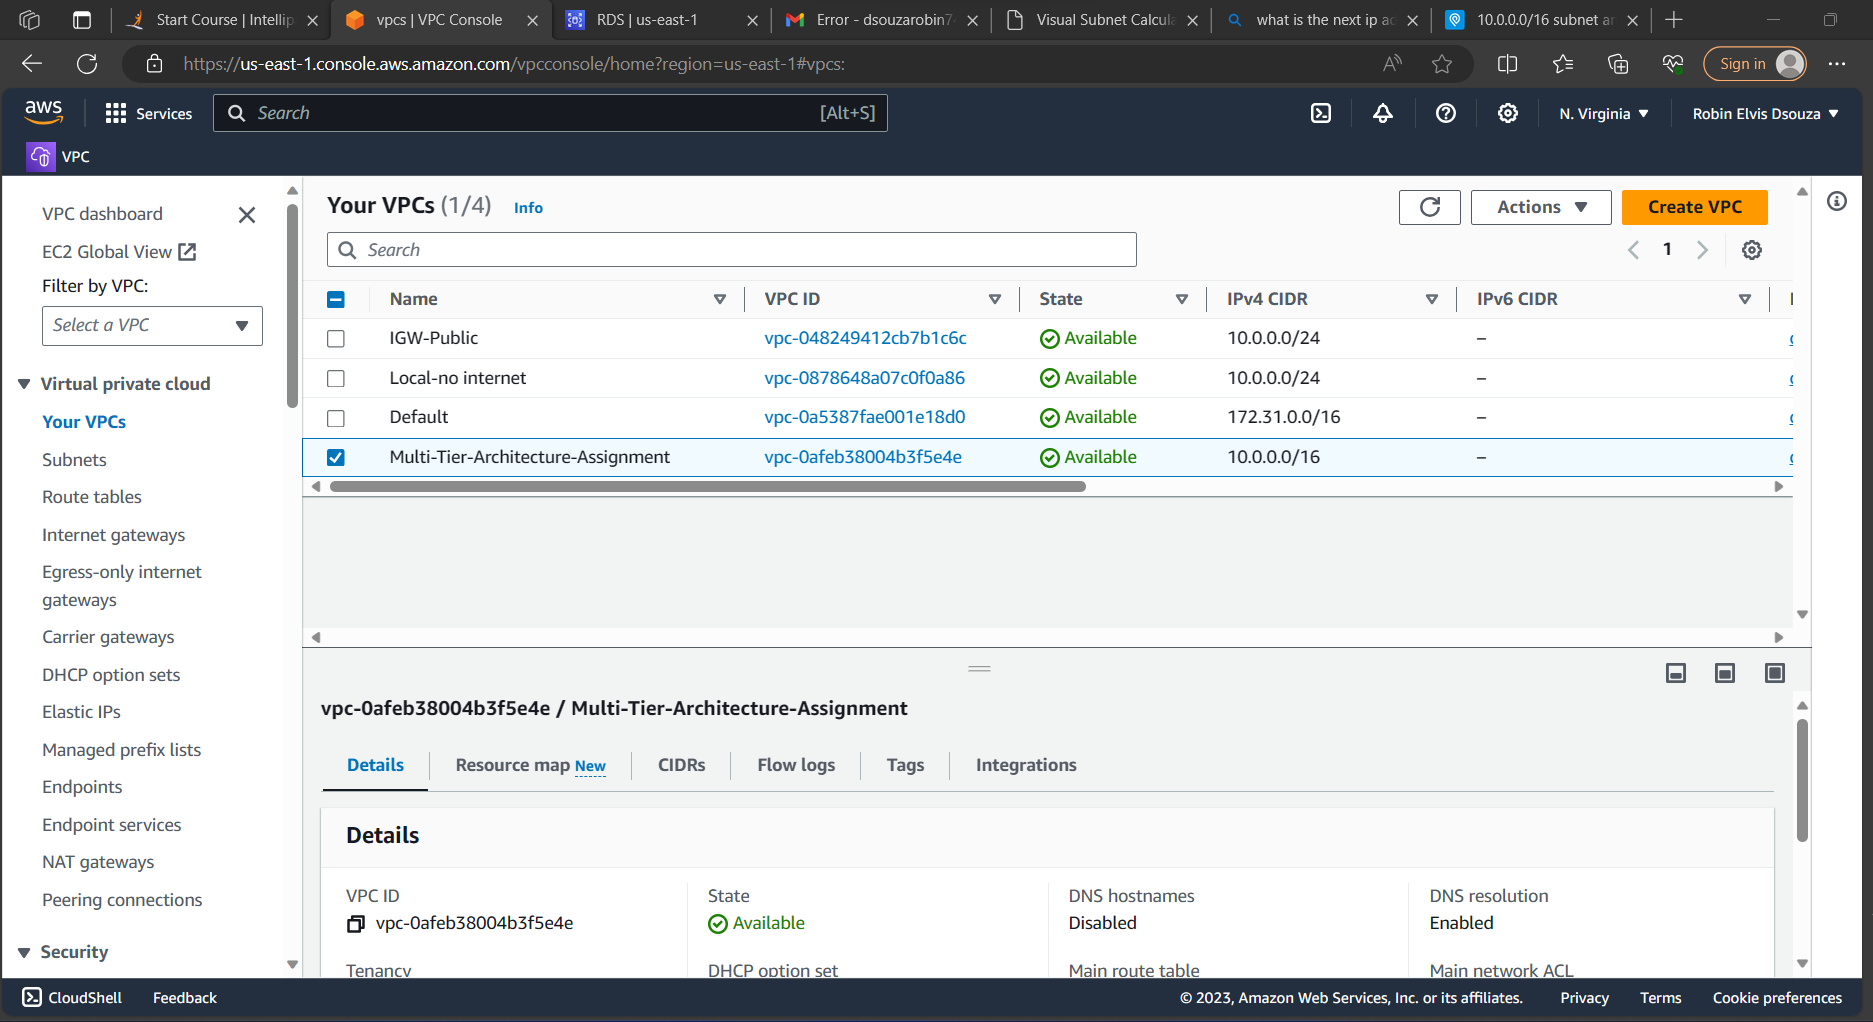 Start Course | Intellip
vpcs | VPC Console
RDS | us-east-1
Error - dsouzarobin7
Visual Subnet Calcula
what is the next ip ac
10.0.0.0/16 subnet ar
https://us-east-1.console.aws.amazon.com/vpcconsole/home?region=us-east-1#vpcs:
Sign in
aws
Services
Search
[Alt+S]
N. Virginia
Robin Elvis Dsouza
VPC
VPC dashboard
EC2 Global View
Filter by VPC:
Select a VPC
Virtual private cloud
Your VPCs
Subnets
Route tables
Internet gateways
Egress-only internet
gateways
Carrier gateways
DHCP option sets
Elastic IPs
Managed prefix lists
Endpoints
Endpoint services
NAT gateways
Peering connections
Security
Your VPCs (1/4) Info
Actions
Create VPC
Search
1
Name VPC ID State IPv4 CIDR IPv6 CIDR
IGW-Public vpc-048249412cb7b1c6c Available 10.0.0.0/24 –
Local-no internet vpc-0878648a07c0f0a86 Available 10.0.0.0/24 –
Default vpc-0a5387fae001e18d0 Available 172.31.0.0/16 –
Multi-Tier-Architecture-Assignment vpc-0afeb38004b3f5e4e Available 10.0.0.0/16 –
vpc-0afeb38004b3f5e4e / Multi-Tier-Architecture-Assignment
Details Resource map New CIDRs Flow logs Tags Integrations
Details
VPC ID State DNS hostnames DNS resolution
vpc-0afeb38004b3f5e4e Available Disabled Enabled
Tenancy DHCP option set Main route table Main network ACL
CloudShell Feedback © 2023, Amazon Web Services, Inc. or its affiliates. Privacy Terms Cookie preferences